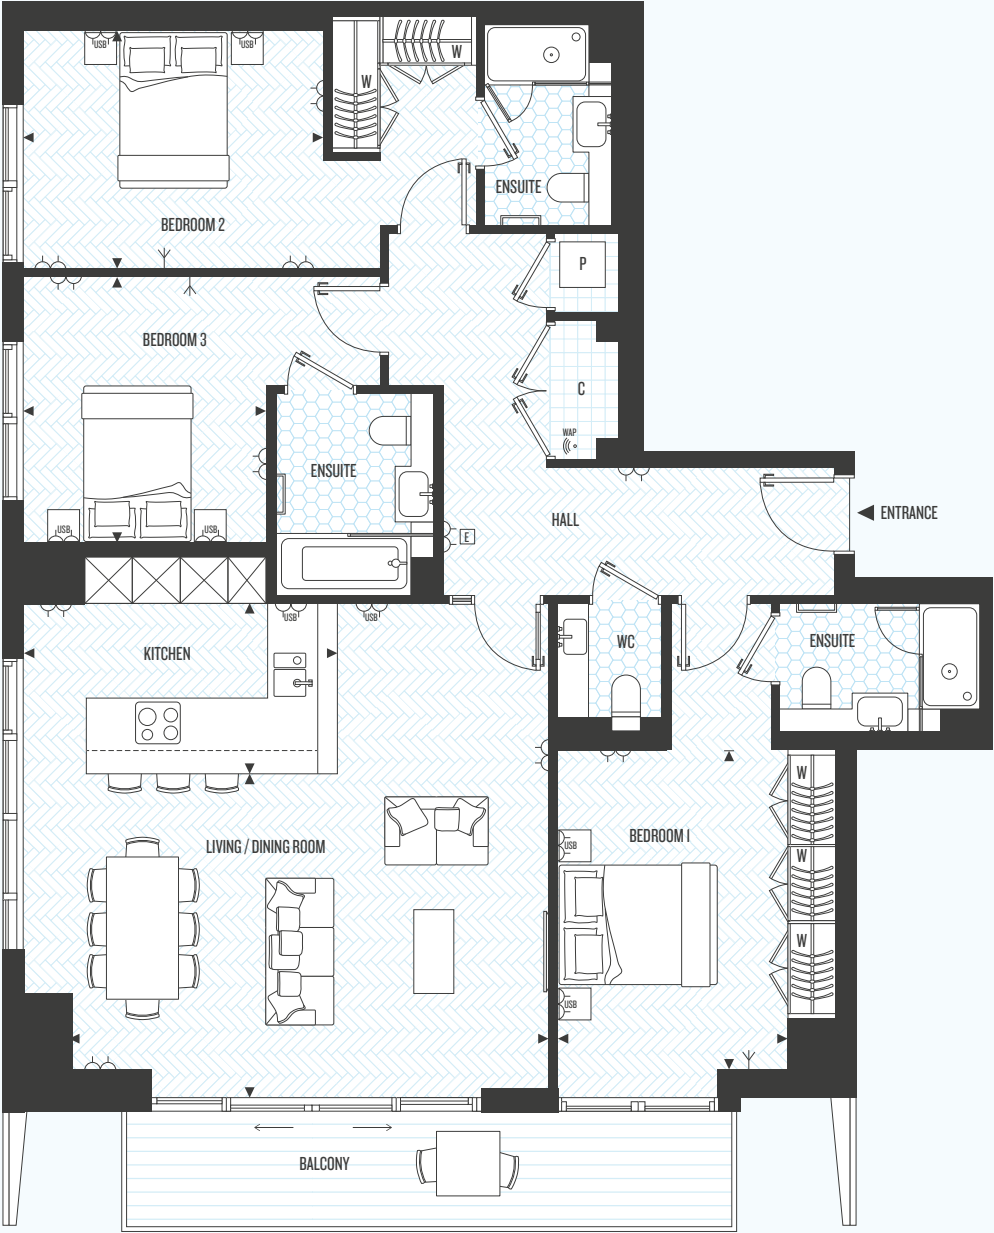 USB
USB
W
W
ENSUITE
BEDROOM 2
P
BEDROOM 3
C
WAP
ENSUITE
USB
USB
E
HALL
ENTRANCE
USB
USB
KITCHEN
WC
ENSUITE
W
LIVING / DINING ROOM
BEDROOM 1
USB
W
W
USB
BALCONY